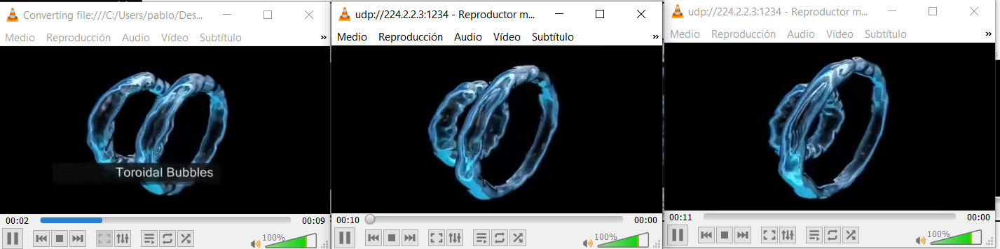 Converting file:///C:/Users/pablo/Des...
Medio Reproducción Audio Vídeo Subtítulo »
Toroidal Bubbles
00:02 00:09
100%
udp://224.2.2.3:1234 - Reproductor m...
Medio Reproducción Audio Vídeo Subtítulo »
00:10 00:00
100%
udp://224.2.2.3:1234 - Reproductor m...
Medio Reproducción Audio Vídeo Subtítulo »
00:11 00:00
100%